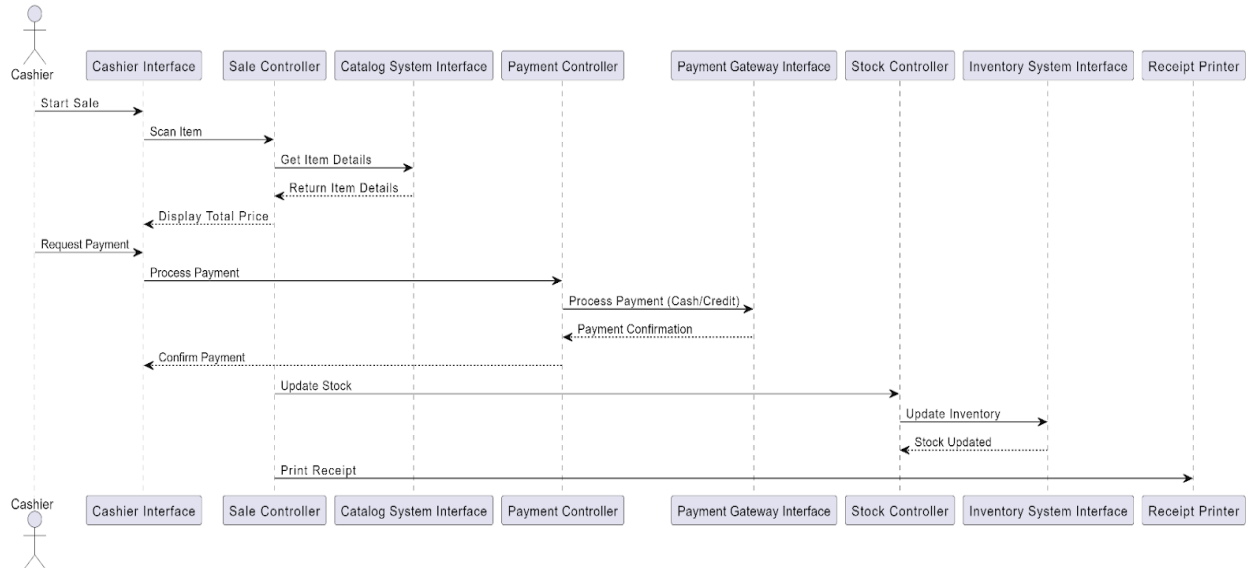 Cashier
Cashier Interface
Sale Controller
Catalog System Interface
Payment Controller
Payment Gateway Interface
Stock Controller
Inventory System Interface
Receipt Printer
Start Sale
Scan Item
Get Item Details
Return Item Details
Display Total Price
Request Payment
Process Payment
Process Payment (Cash/Credit)
Payment Confirmation
Confirm Payment
Update Stock
Update Inventory
Stock Updated
Print Receipt
Cashier
Cashier Interface
Sale Controller
Catalog System Interface
Payment Controller
Payment Gateway Interface
Stock Controller
Inventory System Interface
Receipt Printer